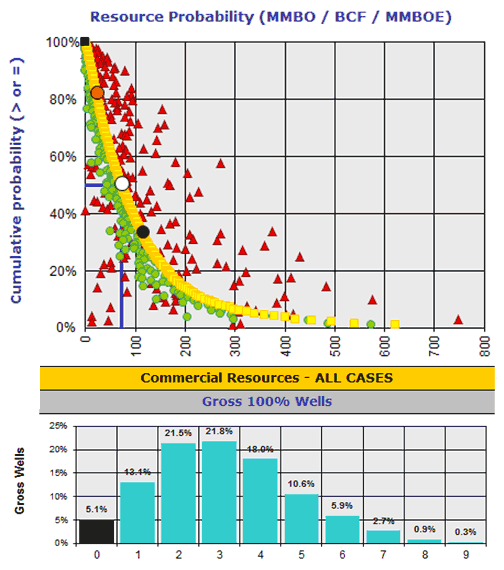 Resource Probability (MMBO / BCF / MMBOE)
Cumulative probability (> or = )
100%
80%
60%
40%
20%
0%
0 100 200 300 400 500 600 700 800
Commercial Resources - ALL CASES
Gross 100% Wells
Gross Wells
25%
20%
15%
10%
5%
0%
5.1% 13.1% 21.5% 21.8% 18.0% 10.6% 5.9% 2.7% 0.9% 0.3%
0 1 2 3 4 5 6 7 8 9